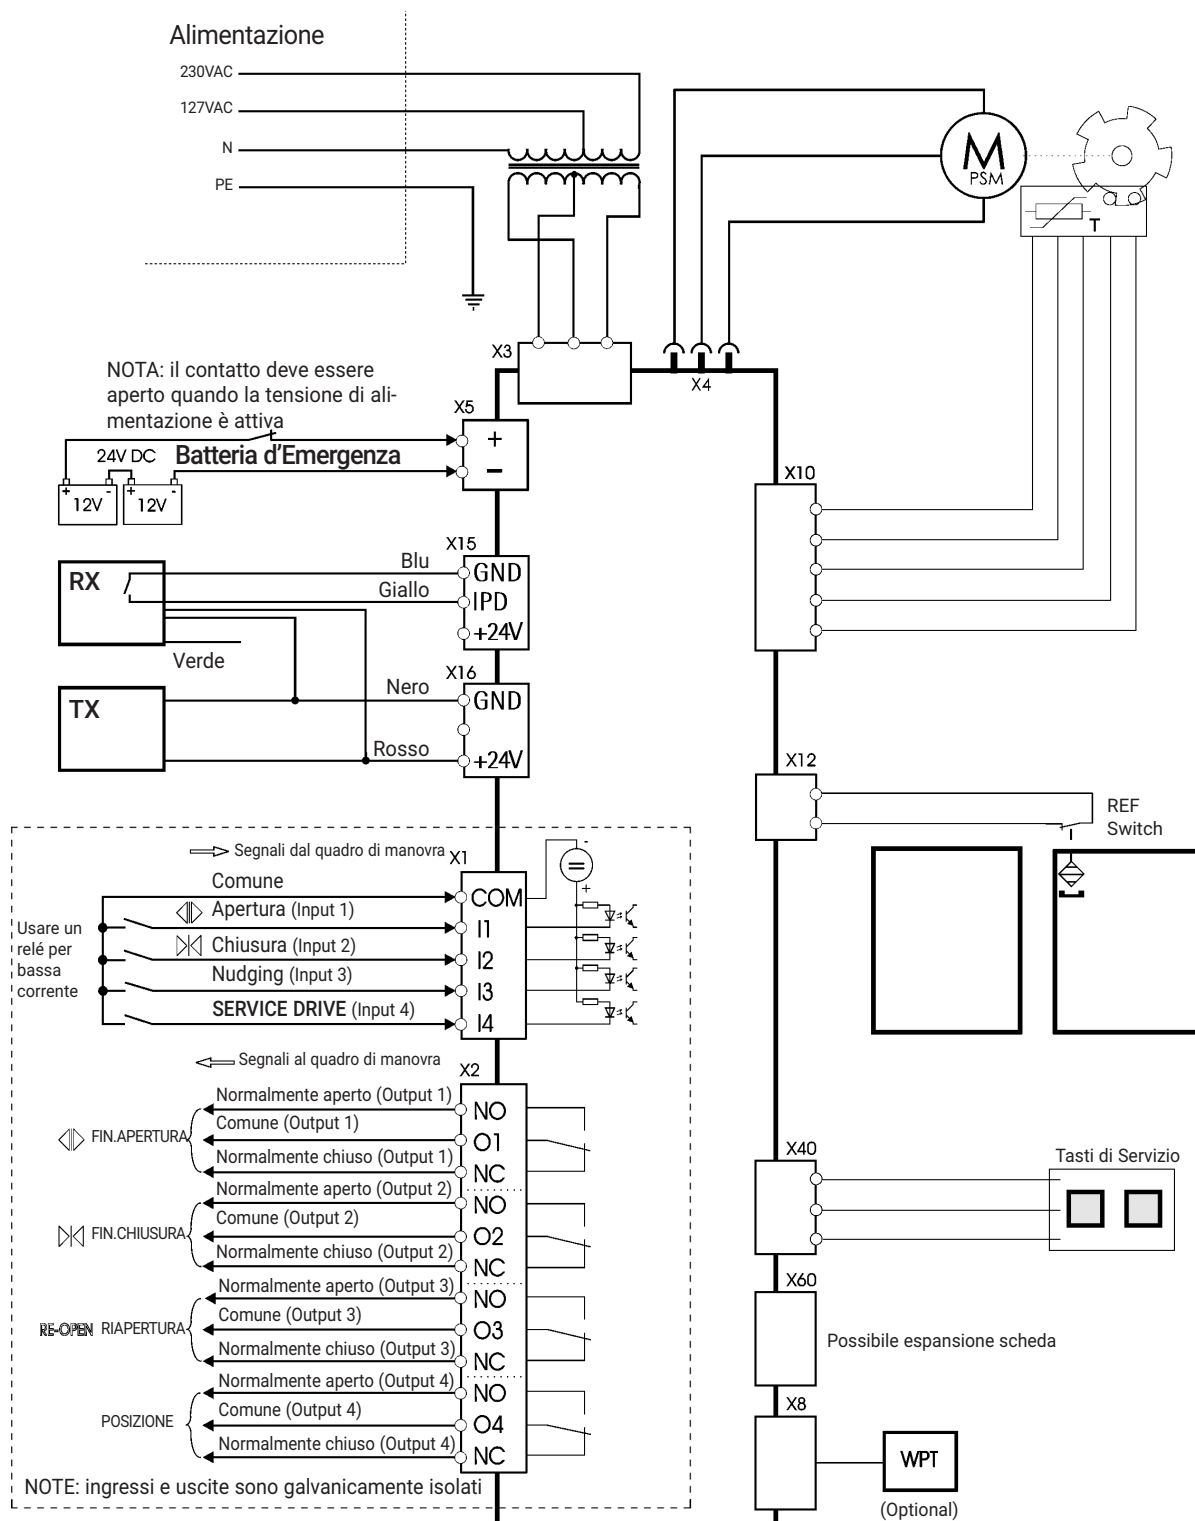 Alimentazione
230VAC
127VAC
N
PE
M
PSM
T
X3
X4
NOTA: il contatto deve essere
aperto quando la tensione di ali-
mentazione è attiva
X5
+
−
24V DC
Batteria d'Emergenza
+ -
12V
+ -
12V
X10
X15
RX
Blu
GND
Giallo
IPD
+24V
Verde
X16
TX
Nero
GND
Rosso
+24V
X12
REF
Switch
Segnali dal quadro di manovra
X1
-
=
+
Comune
COM
Apertura (Input 1)
I1
Usare un
relé per
bassa
corrente
Chiusura (Input 2)
I2
Nudging (Input 3)
I3
SERVICE DRIVE (Input 4)
I4
Segnali al quadro di manovra
X2
Normalmente aperto (Output 1)
NO
FIN.APERTURA
Comune (Output 1)
O1
Normalmente chiuso (Output 1)
NC
Normalmente aperto (Output 2)
NO
FIN.CHIUSURA
Comune (Output 2)
O2
Normalmente chiuso (Output 2)
NC
Normalmente aperto (Output 3)
NO
RE-OPEN RIAPERTURA
Comune (Output 3)
O3
Normalmente chiuso (Output 3)
NC
Normalmente aperto (Output 4)
NO
POSIZIONE
Comune (Output 4)
O4
Normalmente chiuso (Output 4)
NC
NOTE: ingressi e uscite sono galvanicamente isolati
X40
Tasti di Servizio
X60
Possibile espansione scheda
X8
WPT
(Optional)